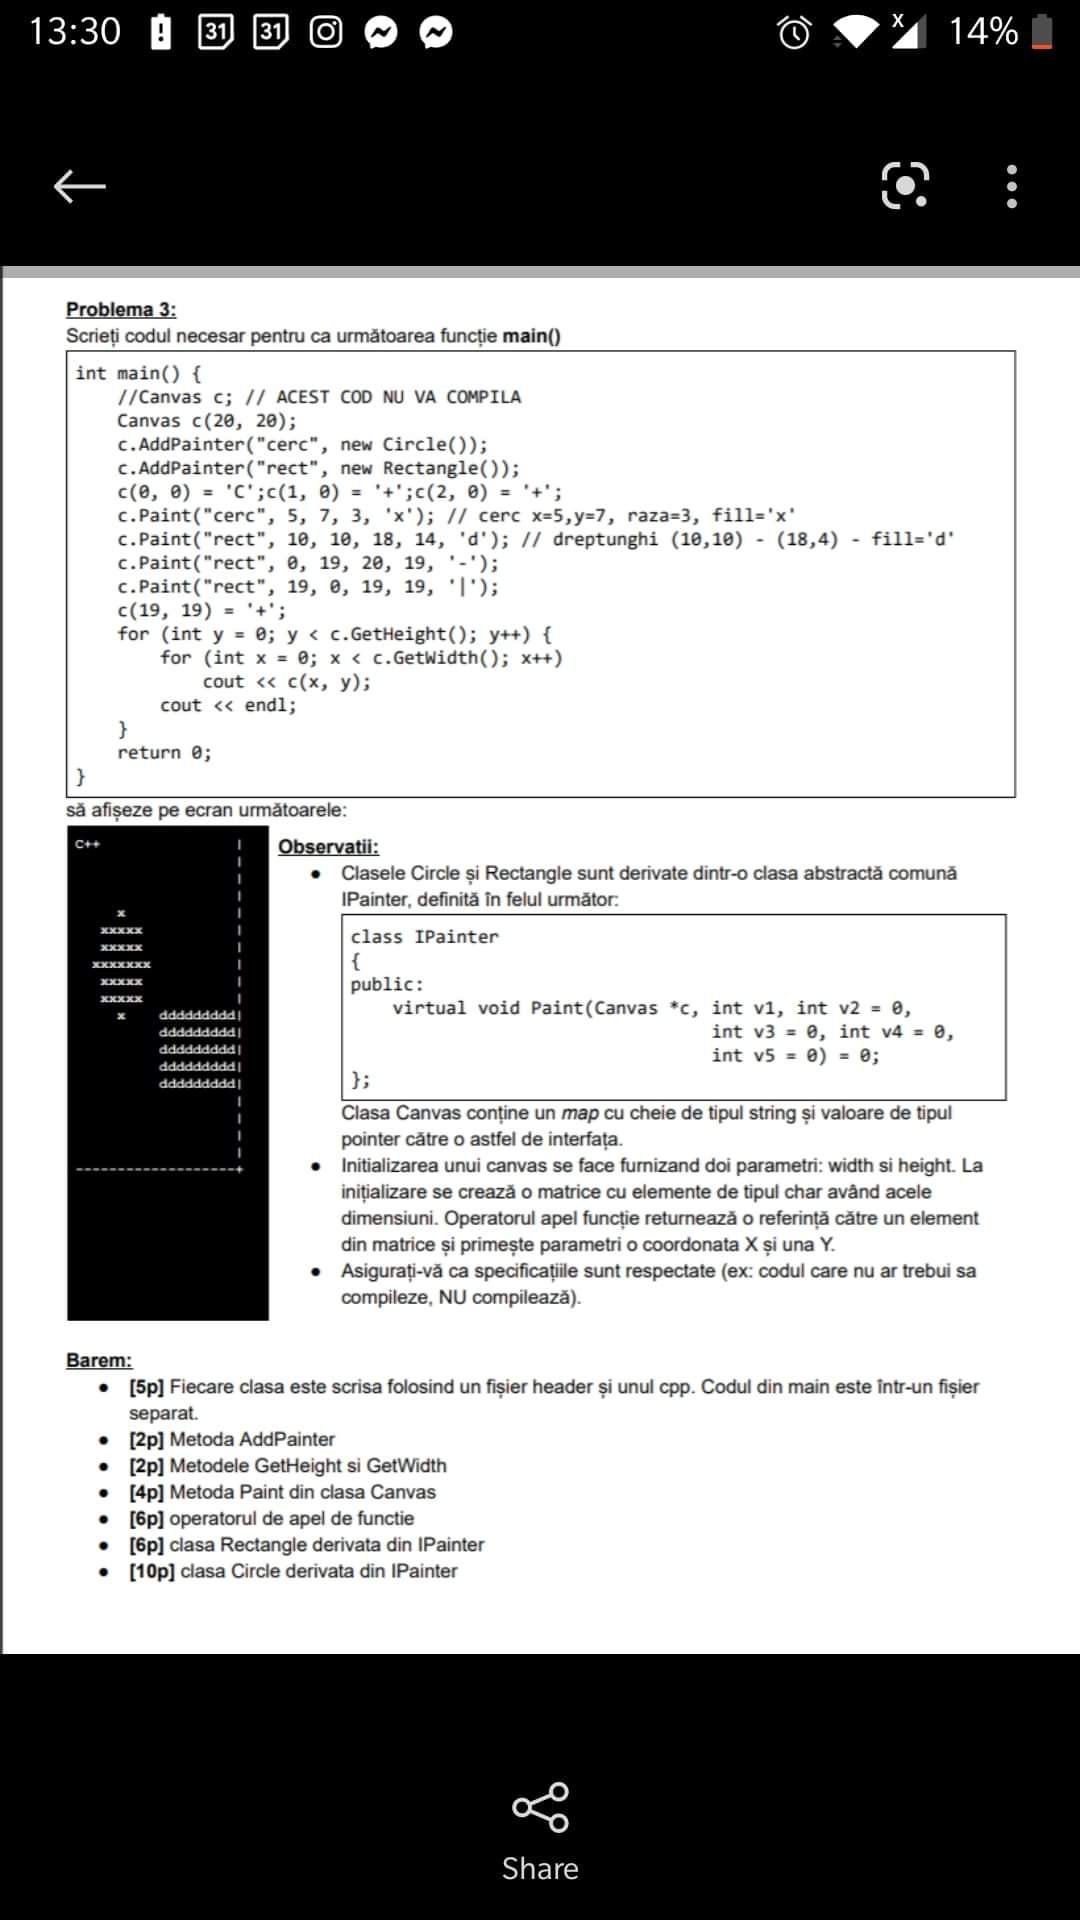 13:30
31
31
x
14%
Problema 3:
Scrieți codul necesar pentru ca următoarea funcție main()
int main() {
//Canvas c; // ACEST COD NU VA COMPILA
Canvas c(20, 20);
c.AddPainter("cerc", new Circle());
c.AddPainter("rect", new Rectangle());
c(0, 0) = 'C';c(1, 0) = '+';c(2, 0) = '+';
c.Paint("cerc", 5, 7, 3, 'x'); // cerc x=5,y=7, raza=3, fill='x'
c.Paint("rect", 10, 10, 18, 14, 'd'); // dreptunghi (10,10) - (18,4) - fill='d'
c.Paint("rect", 0, 19, 20, 19, '-');
c.Paint("rect", 19, 0, 19, 19, '|');
c(19, 19) = '+';
for (int y = 0; y < c.GetHeight(); y++) {
for (int x = 0; x < c.GetWidth(); x++)
cout << c(x, y);
cout << endl;
}
return 0;
}
să afișeze pe ecran următoarele:
C++ |
|
|
|
x |
xxxxx |
xxxxx |
xxxxxxx |
xxxxx |
xxxxx |
x ddddddddd|
ddddddddd|
ddddddddd|
ddddddddd|
ddddddddd|
|
|
|
|
-------------------+
Observatii:
• Clasele Circle și Rectangle sunt derivate dintr-o clasa abstractă comună
IPainter, definită în felul următor:
class IPainter
{
public:
virtual void Paint(Canvas *c, int v1, int v2 = 0,
int v3 = 0, int v4 = 0,
int v5 = 0) = 0;
};
Clasa Canvas conține un map cu cheie de tipul string și valoare de tipul
pointer către o astfel de interfața.
• Initializarea unui canvas se face furnizand doi parametri: width si height. La
inițializare se crează o matrice cu elemente de tipul char având acele
dimensiuni. Operatorul apel funcție returnează o referință către un element
din matrice și primește parametri o coordonata X și una Y.
• Asigurați-vă ca specificațiile sunt respectate (ex: codul care nu ar trebui sa
compileze, NU compilează).
Barem:
• [5p] Fiecare clasa este scrisa folosind un fișier header și unul cpp. Codul din main este într-un fișier
separat.
• [2p] Metoda AddPainter
• [2p] Metodele GetHeight si GetWidth
• [4p] Metoda Paint din clasa Canvas
• [6p] operatorul de apel de functie
• [6p] clasa Rectangle derivata din IPainter
• [10p] clasa Circle derivata din IPainter
Share